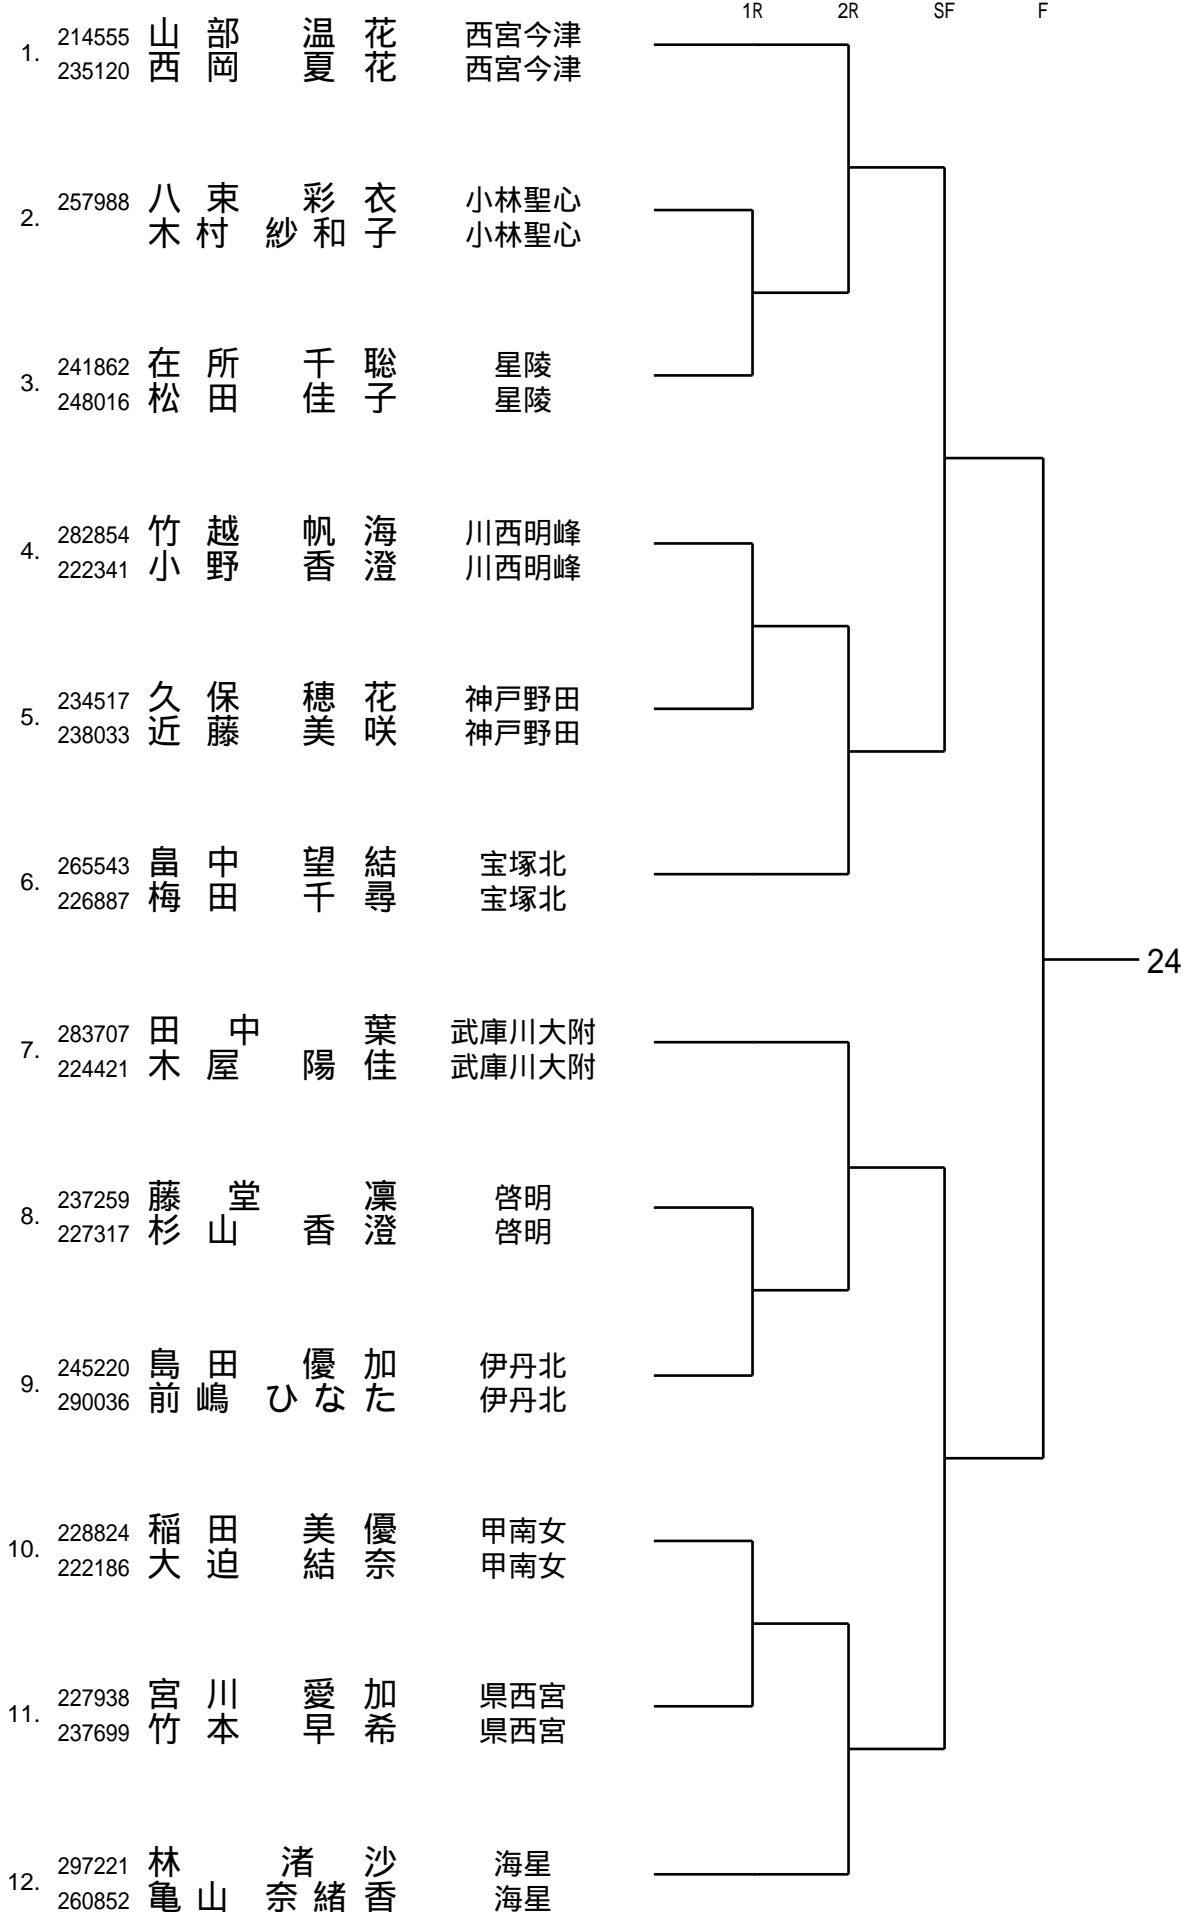 1R 2R SF F
1. 214555 山部 温花 西宮今津
235120 西岡 夏花 西宮今津
2. 257988 八束 彩衣 小林聖心
木村 紗和子 小林聖心
3. 241862 在所 千聡 星陵
248016 松田 佳子 星陵
4. 282854 竹越 帆海 川西明峰
222341 小野 香澄 川西明峰
5. 234517 久保 穂花 神戸野田
238033 近藤 美咲 神戸野田
6. 265543 畠中 望結 宝塚北
226887 梅田 千尋 宝塚北
24
7. 283707 田中 葉 武庫川大附
224421 木屋 陽佳 武庫川大附
8. 237259 藤堂 凜 啓明
227317 杉山 香澄 啓明
9. 245220 島田 優加 伊丹北
290036 前嶋 ひなた 伊丹北
10. 228824 稲田 美優 甲南女
222186 大迫 結奈 甲南女
11. 227938 宮川 愛加 県西宮
237699 竹本 早希 県西宮
12. 297221 林 渚沙 海星
260852 亀山 奈緒香 海星